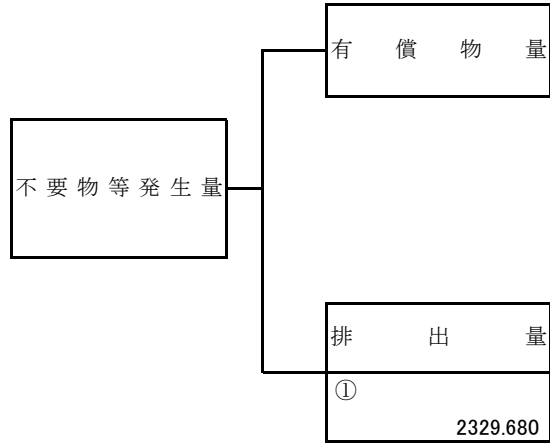 有償物量
不要物等発生量
排出量
①
2329.680